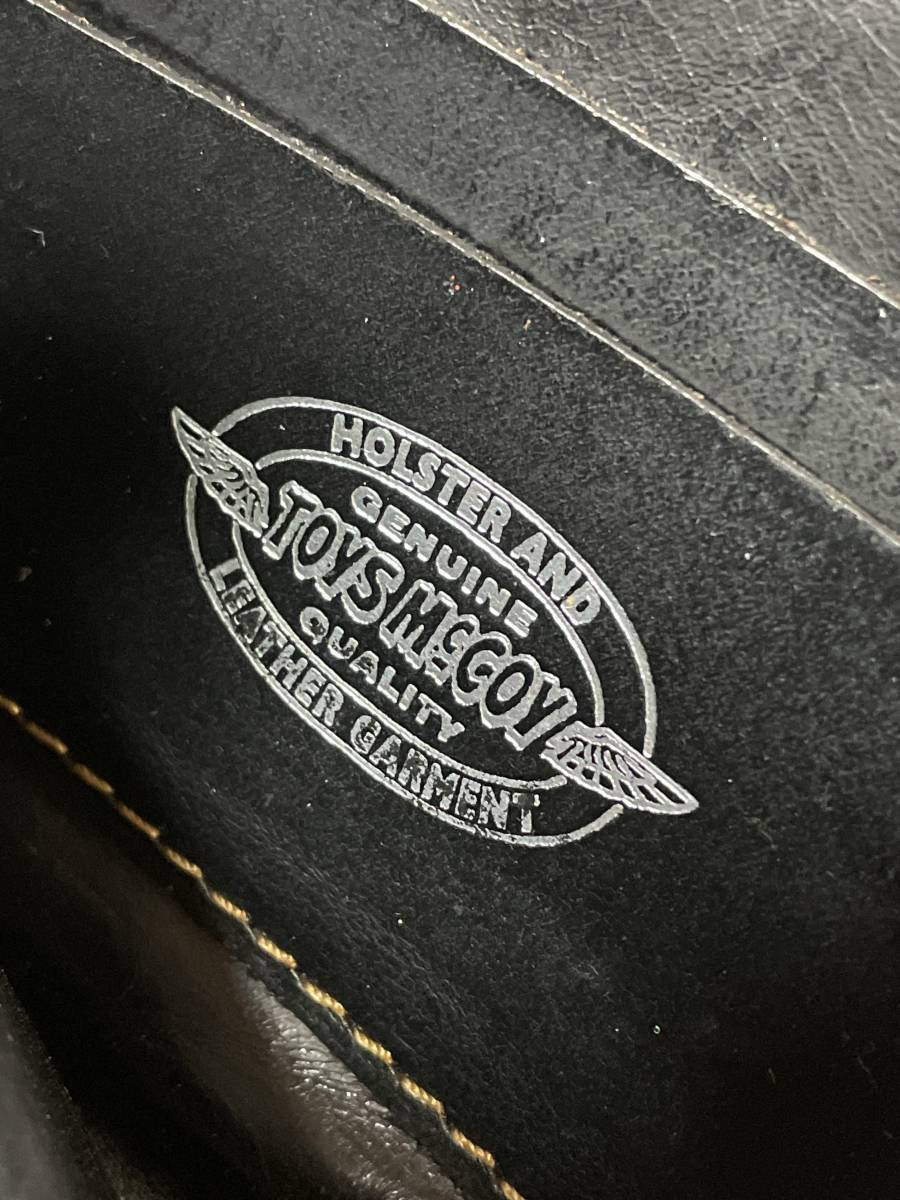 HOLSTER AND
GENUINE
TOYS McCOY
QUALITY
LEATHER GARMENT